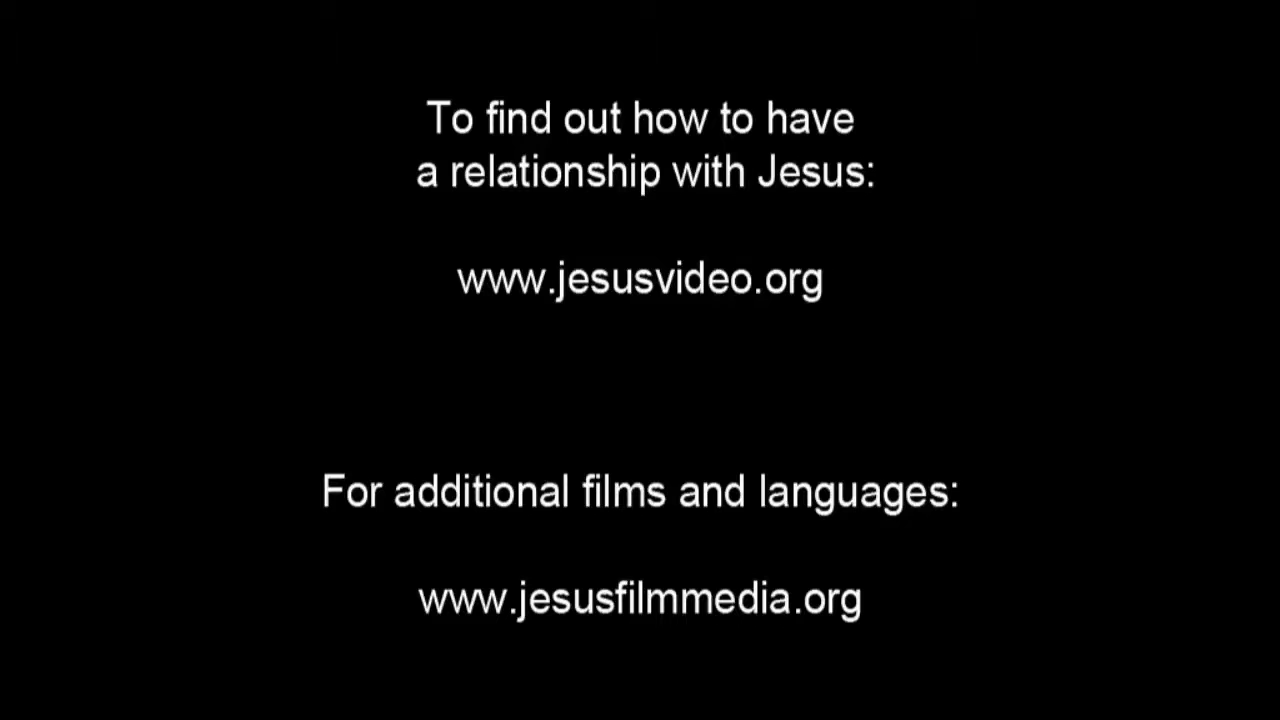 To find out how to have
a relationship with Jesus:
www.jesusvideo.org
For additional films and languages:
www.jesusfilmmedia.org